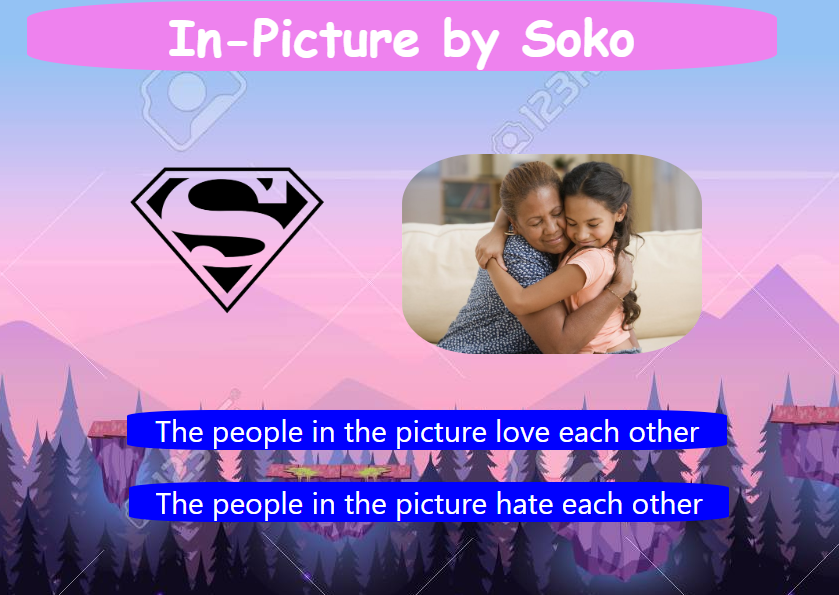 In-Picture by Soko
S
123R
The people in the picture love each other
The people in the picture hate each other